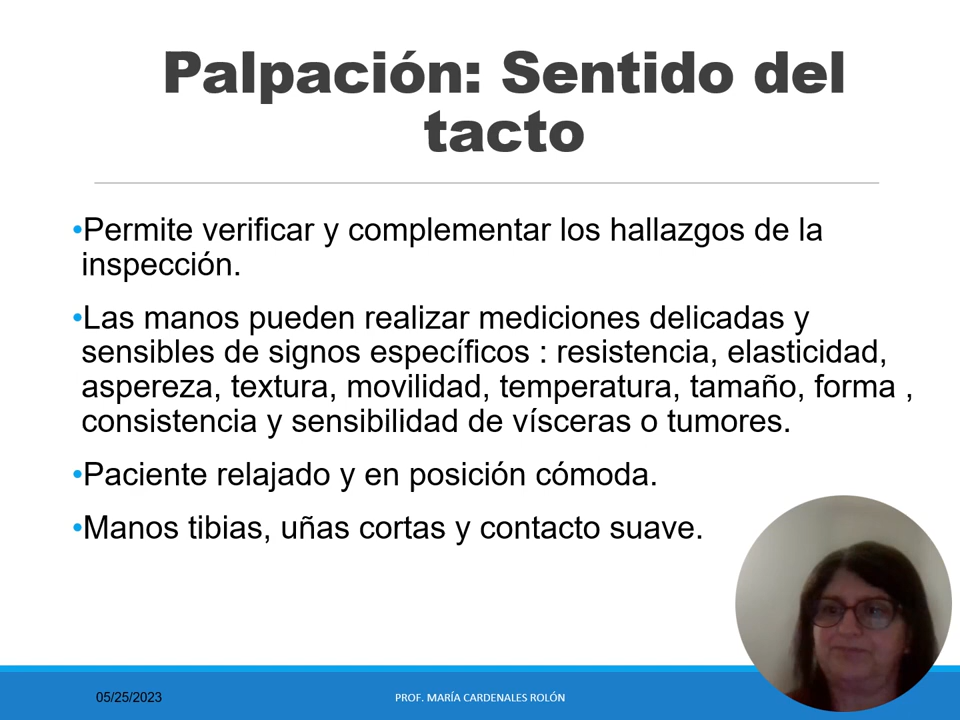 Palpación: Sentido del
tacto
•Permite verificar y complementar los hallazgos de la
inspección.
•Las manos pueden realizar mediciones delicadas y
sensibles de signos específicos : resistencia, elasticidad,
aspereza, textura, movilidad, temperatura, tamaño, forma ,
consistencia y sensibilidad de vísceras o tumores.
•Paciente relajado y en posición cómoda.
•Manos tibias, uñas cortas y contacto suave.
05/25/2023
PROF. MARÍA CARDENALES ROLÓN